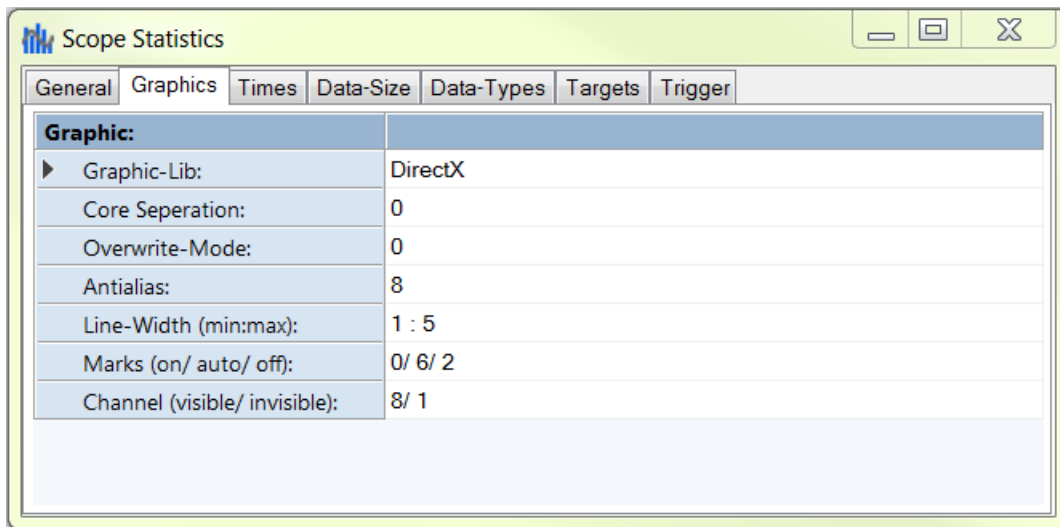 Scope Statistics
General Graphics Times Data-Size Data-Types Targets Trigger
Graphic:
Graphic-Lib: DirectX
Core Seperation: 0
Overwrite-Mode: 0
Antialias: 8
Line-Width (min:max): 1 : 5
Marks (on/ auto/ off): 0/ 6/ 2
Channel (visible/ invisible): 8/ 1